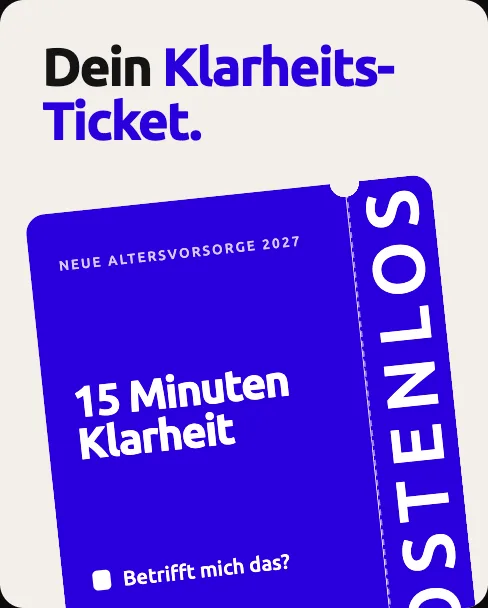 Dein Klarheits-
Ticket.
NEUE ALTERSVORSORGE 2027
15 Minuten
Klarheit
Betrifft mich das?
OSTENLOS